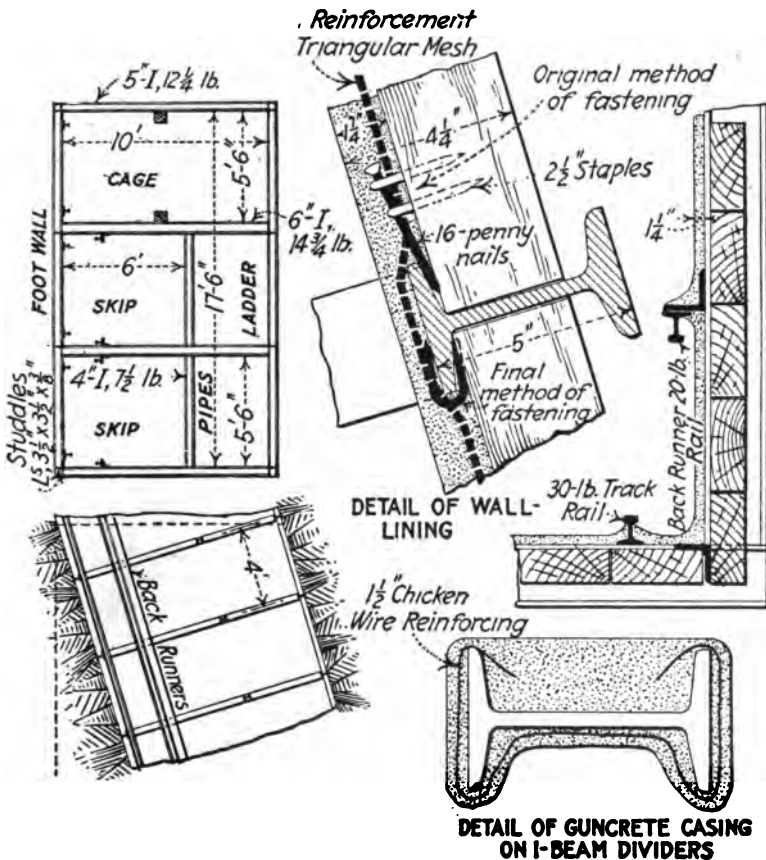 Reinforcement
Triangular Mesh
Original method
of fastening
1¼"
4¼"
2½" Staples
16-penny
nails
5"
Final
method of
fastening
DETAIL OF WALL-
LINING
5"-I, 12¼ lb.
10'
CAGE
5'-6"
6"-I,
14¾ lb.
FOOT WALL
6'
17'-6"
LADDER
SKIP
4"-I, 7½ lb.
PIPES
5'-6"
SKIP
Studdles
Ls 3½" x 3½" x ⅜"
1¼"
Back Runner 20-lb.
Rail
30-lb. Track
Rail
4'
Back
Runners
1½" Chicken
Wire Reinforcing
DETAIL OF GUNCRETE CASING
ON I-BEAM DIVIDERS